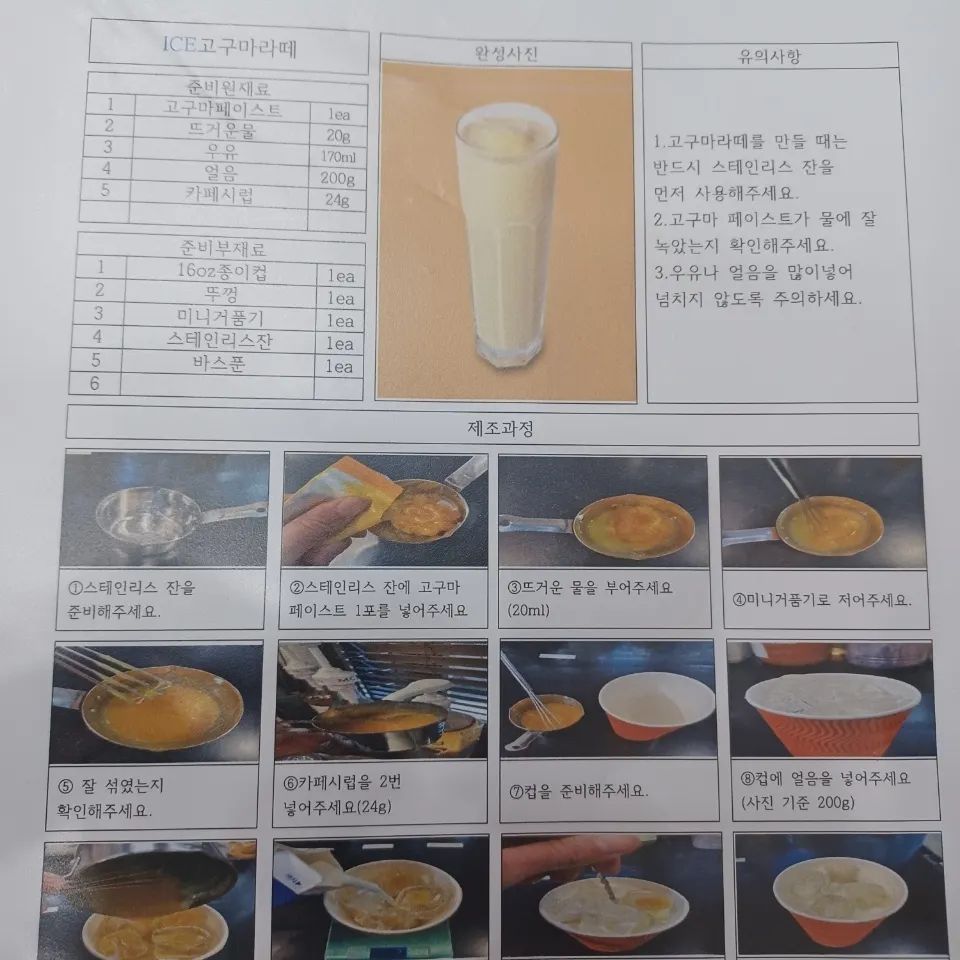 ICE고구마라떼
준비원재료
1 고구마페이스트 1ea
2 뜨거운물 20g
3 우유 170ml
4 얼음 200g
5 카페시럽 24g
준비부재료
1 16oz종이컵 1ea
2 뚜껑 1ea
3 미니거품기 1ea
4 스테인리스잔 1ea
5 바스푼 1ea
6
완성사진
유의사항
1.고구마라떼를 만들 때는
반드시 스테인리스 잔을
먼저 사용해주세요.
2.고구마 페이스트가 물에 잘
녹았는지 확인해주세요.
3.우유나 얼음을 많이넣어
넘치지 않도록 주의하세요.
제조과정
①스테인리스 잔을
준비해주세요.
②스테인리스 잔에 고구마
페이스트 1포를 넣어주세요
③뜨거운 물을 부어주세요
(20ml)
④미니거품기로 저어주세요.
⑤ 잘 섞였는지
확인해주세요.
⑥카페시럽을 2번
넣어주세요(24g)
⑦컵을 준비해주세요.
⑧컵에 얼음을 넣어주세요
(사진 기준 200g)